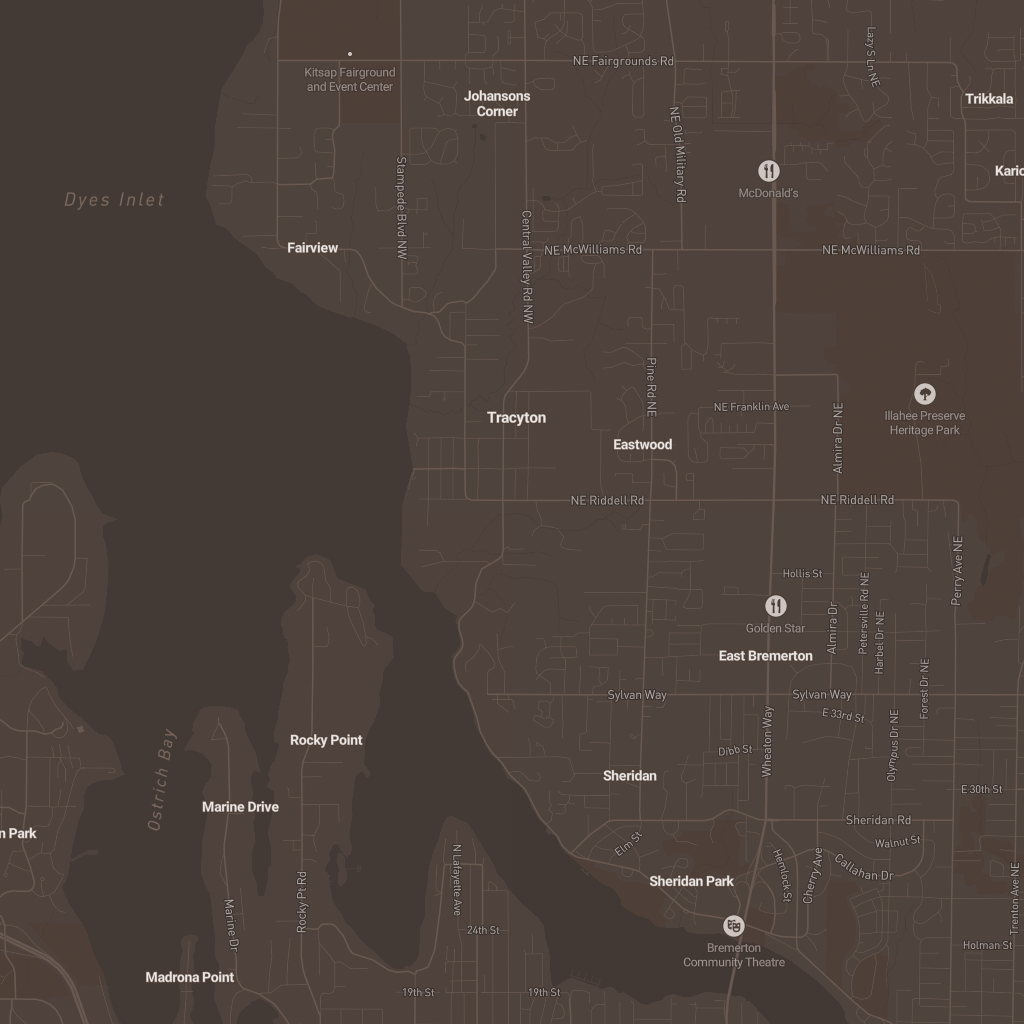 Lazy S Ln NE
NE Fairgrounds Rd
Kitsap Fairground
and Event Center
Johansons
Corner
Trikkala
NE Old Military Rd
Kario
McDonald's
Dyes Inlet
Stampede Blvd NW
Central Valley Rd NW
Fairview
NE McWilliams Rd
NE McWilliams Rd
Pine Rd NE
NE Franklin Ave
Illahee Preserve
Heritage Park
Tracyton
Almira Dr NE
Eastwood
NE Riddell Rd
NE Riddell Rd
Perry Ave NE
Hollis St
Petersville Rd NE
Golden Star
Almira Dr
Harbel Dr NE
East Bremerton
Forest Dr NE
Sylvan Way
Sylvan Way
E 33rd St
Wheaton Way
Olympus Dr NE
Rocky Point
Dibb St
Ostrich Bay
Sheridan
E 30th St
Marine Drive
Sheridan Rd
n Park
Elm St
Walnut St
Callahan Dr
N Lafayette Ave
Hemlock St
Cherry Ave
Sheridan Park
Rocky Pt Rd
Trenton Ave NE
Marine Dr
24th St
Bremerton
Community Theatre
Holman St
Madrona Point
19th St
19th St